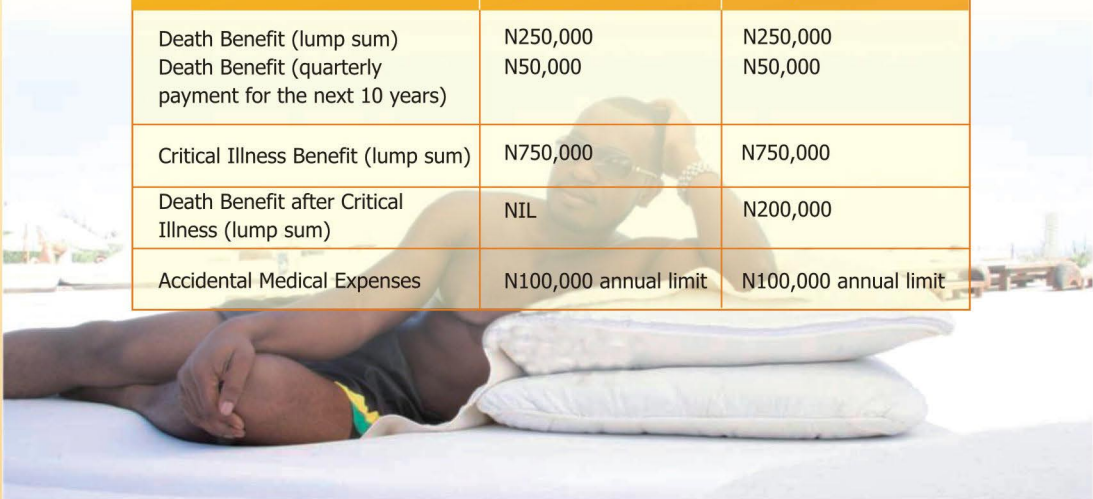 Death Benefit (lump sum) N250,000 N250,000
Death Benefit (quarterly N50,000 N50,000
payment for the next 10 years)
Critical Illness Benefit (lump sum) N750,000 N750,000
Death Benefit after Critical
Illness (lump sum) NIL N200,000
Accidental Medical Expenses N100,000 annual limit N100,000 annual limit